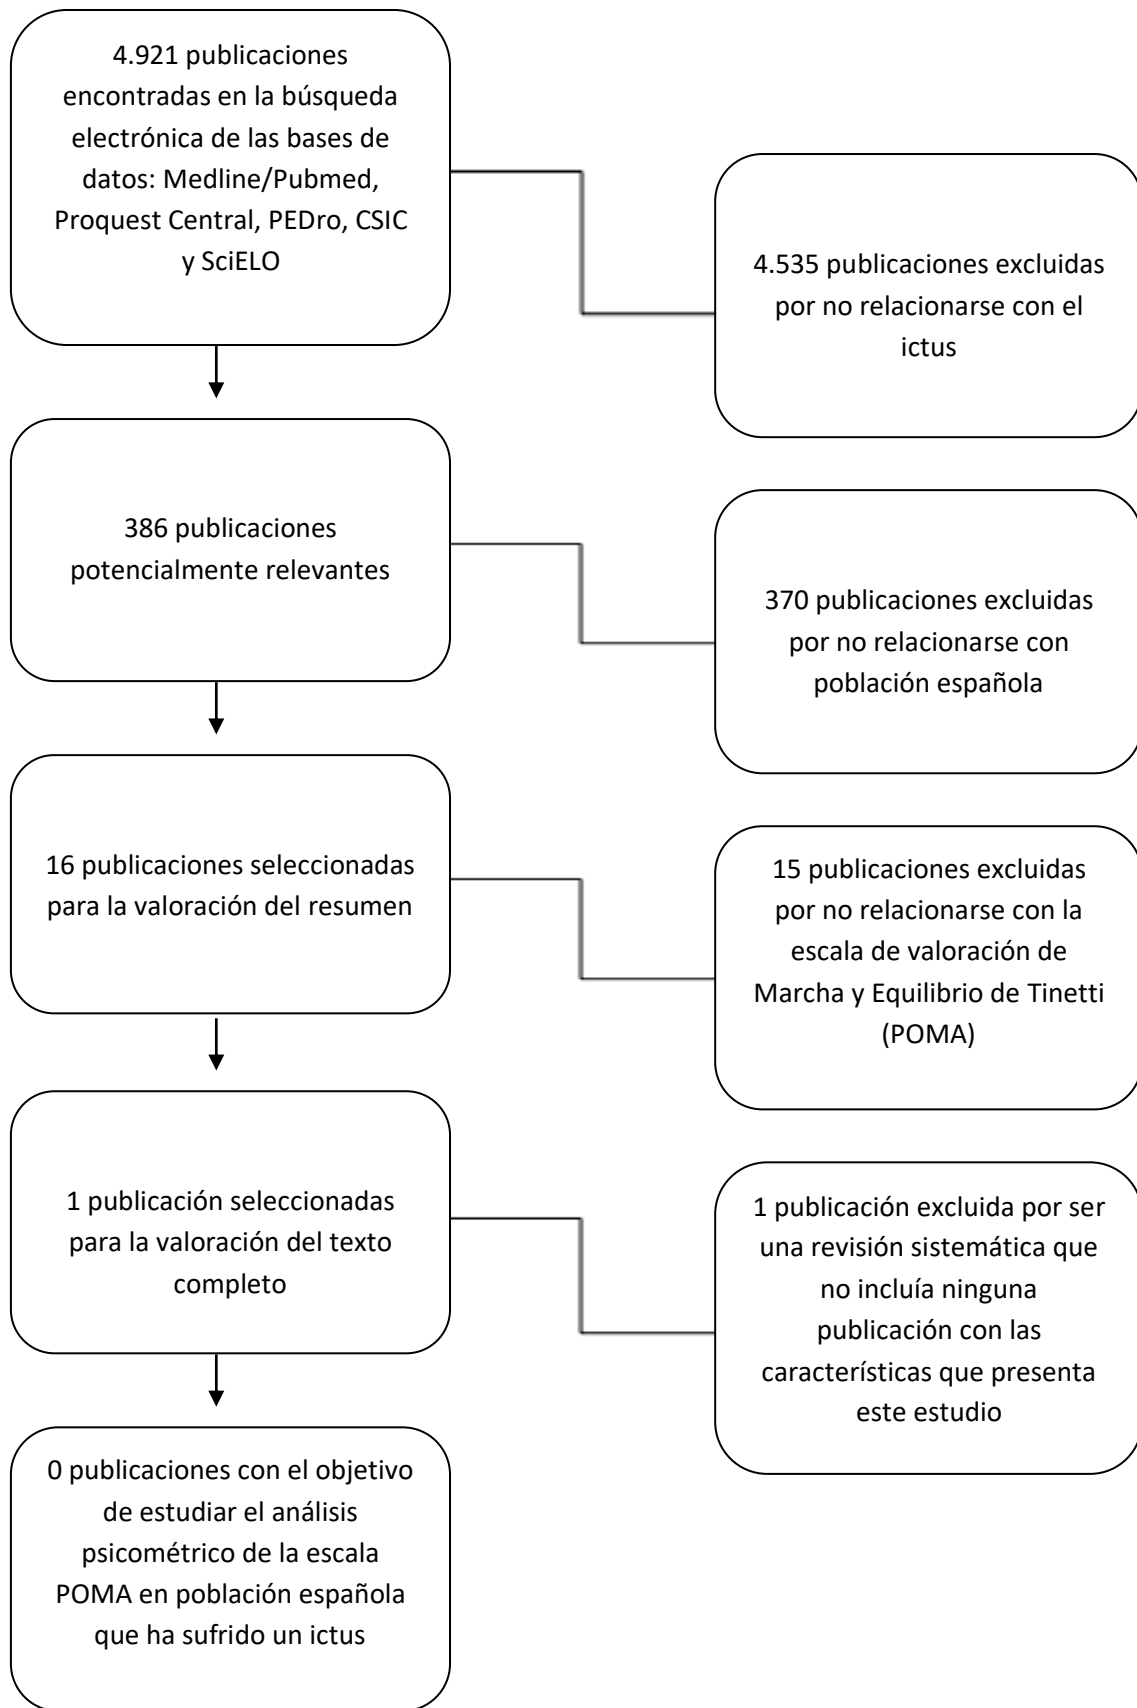 4.921 publicaciones
encontradas en la búsqueda
electrónica de las bases de
datos: Medline/Pubmed,
Proquest Central, PEDro, CSIC
y SciELO
4.535 publicaciones excluidas
por no relacionarse con el
ictus
386 publicaciones
potencialmente relevantes
370 publicaciones excluidas
por no relacionarse con
población española
16 publicaciones seleccionadas
para la valoración del resumen
15 publicaciones excluidas
por no relacionarse con la
escala de valoración de
Marcha y Equilibrio de Tinetti
(POMA)
1 publicación seleccionadas
para la valoración del texto
completo
1 publicación excluida por ser
una revisión sistemática que
no incluía ninguna
publicación con las
características que presenta
este estudio
0 publicaciones con el objetivo
de estudiar el análisis
psicométrico de la escala
POMA en población española
que ha sufrido un ictus